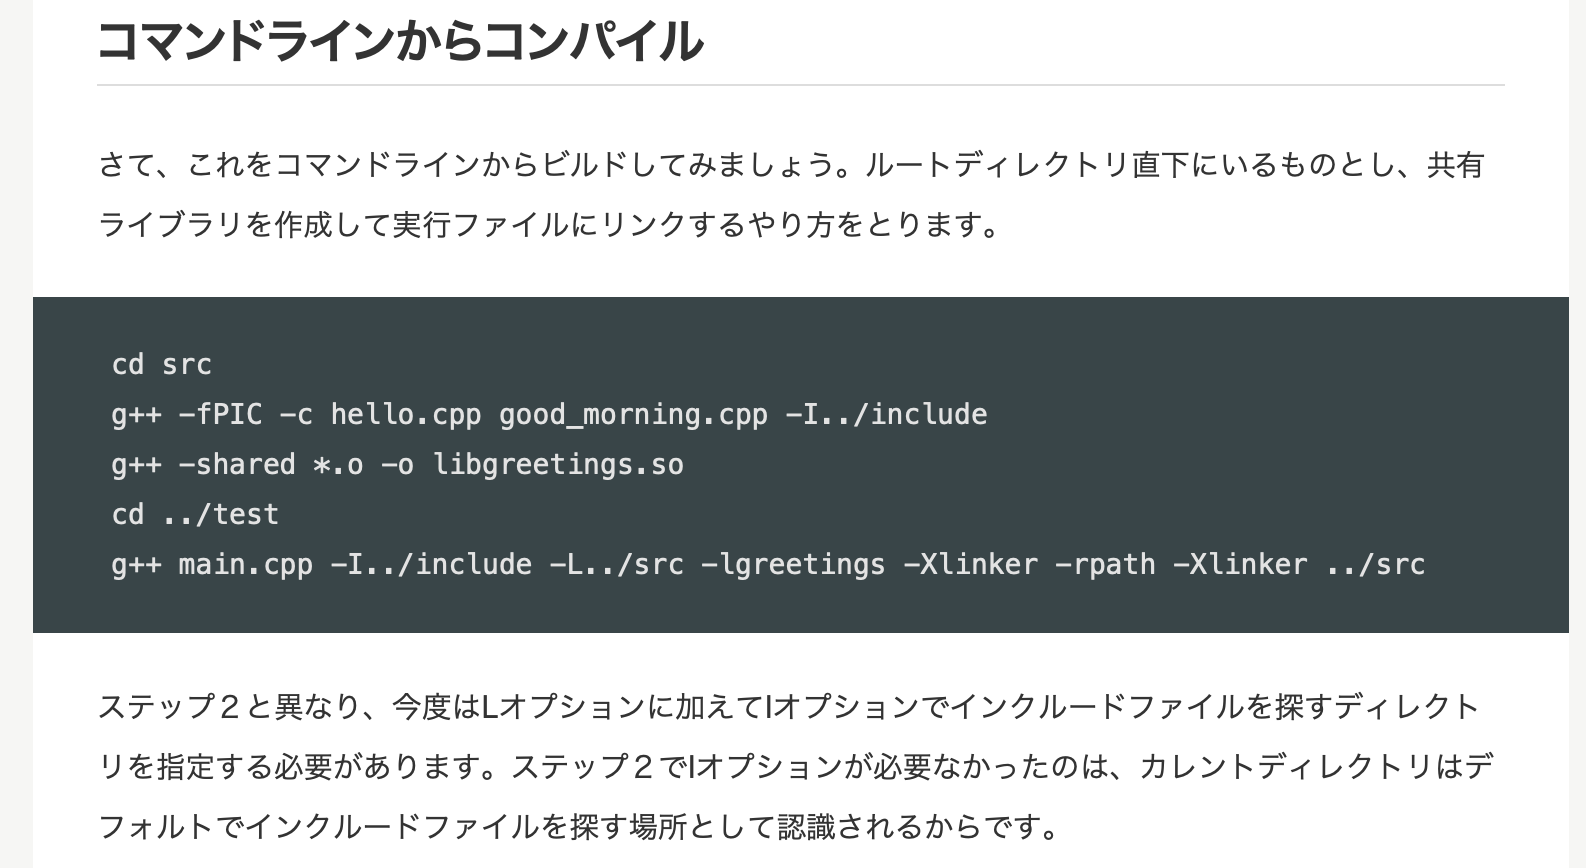 コマンドラインからコンパイル
さて、これをコマンドラインからビルドしてみましょう。ルートディレクトリ直下にいるものとし、共有
ライブラリを作成して実行ファイルにリンクするやり方をとります。
cd src
g++ -fPIC -c hello.cpp good_morning.cpp -I../include
g++ -shared *.o -o libgreetings.so
cd ../test
g++ main.cpp -I../include -L../src -lgreetings -Xlinker -rpath -Xlinker ../src
ステップ２と異なり、今度はLオプションに加えてIオプションでインクルードファイルを探すディレクト
リを指定する必要があります。ステップ２でIオプションが必要なかったのは、カレントディレクトリはデ
フォルトでインクルードファイルを探す場所として認識されるからです。